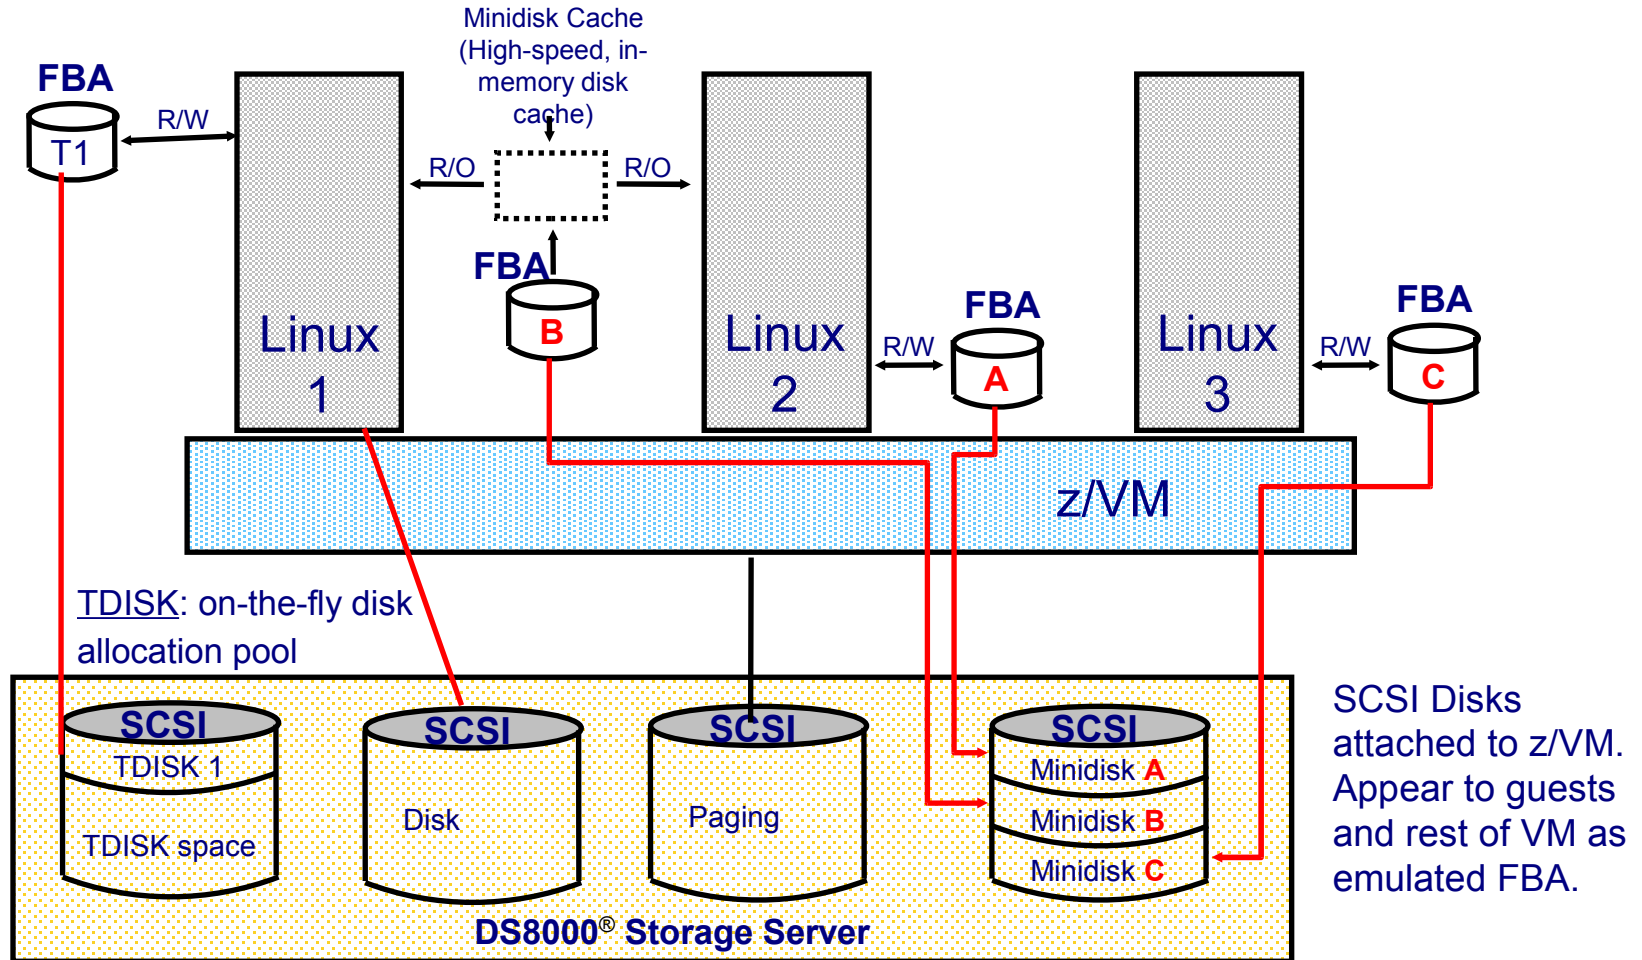 Minidisk Cache
(High-speed, in-
memory disk
cache)
FBA
T1
R/W
R/O
R/O
FBA
B
Linux
1
Linux
2
Linux
3
R/W
FBA
A
R/W
FBA
C
z/VM
TDISK: on-the-fly disk
allocation pool
SCSI
TDISK 1
TDISK space
SCSI
Disk
SCSI
Paging
SCSI
Minidisk A
Minidisk B
Minidisk C
DS8000® Storage Server
SCSI Disks
attached to z/VM.
Appear to guests
and rest of VM as
emulated FBA.